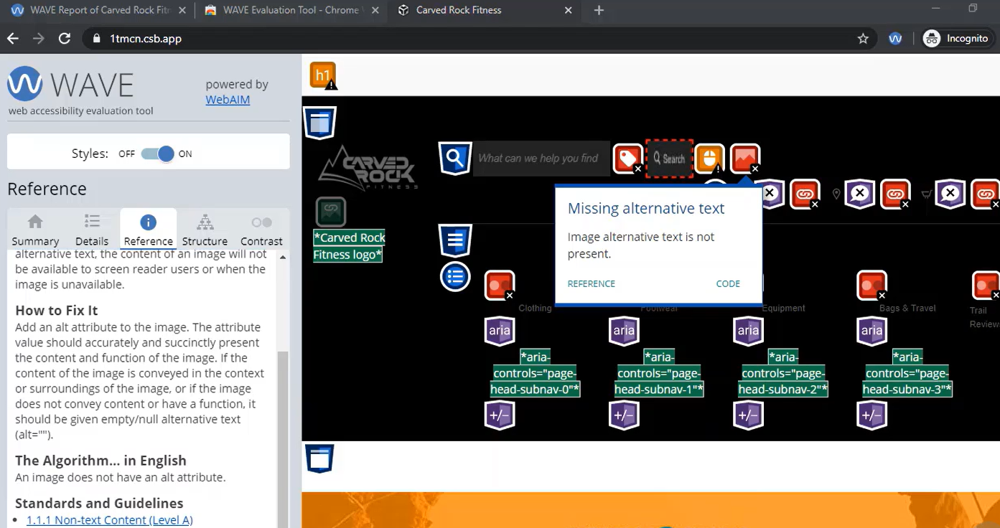 WAVE Report of Carved Rock Fitn
WAVE Evaluation Tool - Chrome
Carved Rock Fitness
1tmcn.csb.app
Incognito
WAVE
powered by
WebAIM
web accessibility evaluation tool
Styles: OFF ON
Reference
Summary Details Reference Structure Contrast
alternative text, the content of an image will not
be available to screen reader users or when the
image is unavailable.
How to Fix It
Add an alt attribute to the image. The attribute
value should accurately and succinctly present
the content and function of the image. If the
content of the image is conveyed in the context
or surroundings of the image, or if the image
does not convey content or have a function, it
should be given empty/null alternative text
(alt="").
The Algorithm... in English
An image does not have an alt attribute.
Standards and Guidelines
• 1.1.1 Non-text Content (Level A)
h1
CARVED
ROCK
FITNESS
What can we help you find
Search
*Carved Rock
Fitness logo*
Missing alternative text
Image alternative text is not
present.
REFERENCE CODE
Clothing Footwear Equipment Bags & Travel Trail
Review
aria aria aria aria
*aria- *aria- *aria- *aria-
controls="page- controls="page- controls="page- controls="page-
head-subnav-0"* head-subnav-1"* head-subnav-2"* head-subnav-3"*
+/− +/− +/− +/−